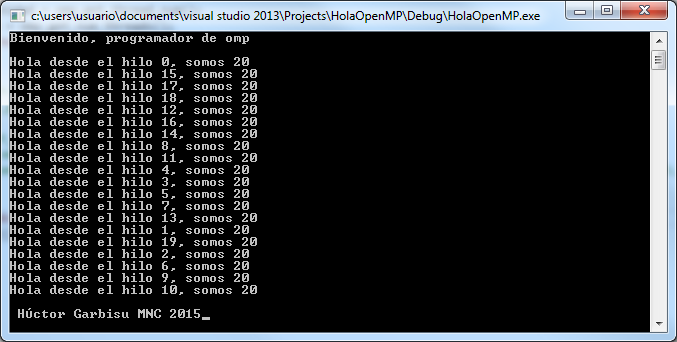 c:\users\usuario\documents\visual studio 2013\Projects\HolaOpenMP\Debug\HolaOpenMP.exe
Bienvenido, programador de omp
Hola desde el hilo 0, somos 20
Hola desde el hilo 15, somos 20
Hola desde el hilo 17, somos 20
Hola desde el hilo 18, somos 20
Hola desde el hilo 12, somos 20
Hola desde el hilo 16, somos 20
Hola desde el hilo 14, somos 20
Hola desde el hilo 8, somos 20
Hola desde el hilo 11, somos 20
Hola desde el hilo 4, somos 20
Hola desde el hilo 3, somos 20
Hola desde el hilo 5, somos 20
Hola desde el hilo 7, somos 20
Hola desde el hilo 13, somos 20
Hola desde el hilo 1, somos 20
Hola desde el hilo 19, somos 20
Hola desde el hilo 2, somos 20
Hola desde el hilo 6, somos 20
Hola desde el hilo 9, somos 20
Hola desde el hilo 10, somos 20
Húctor Garbisu MNC 2015_